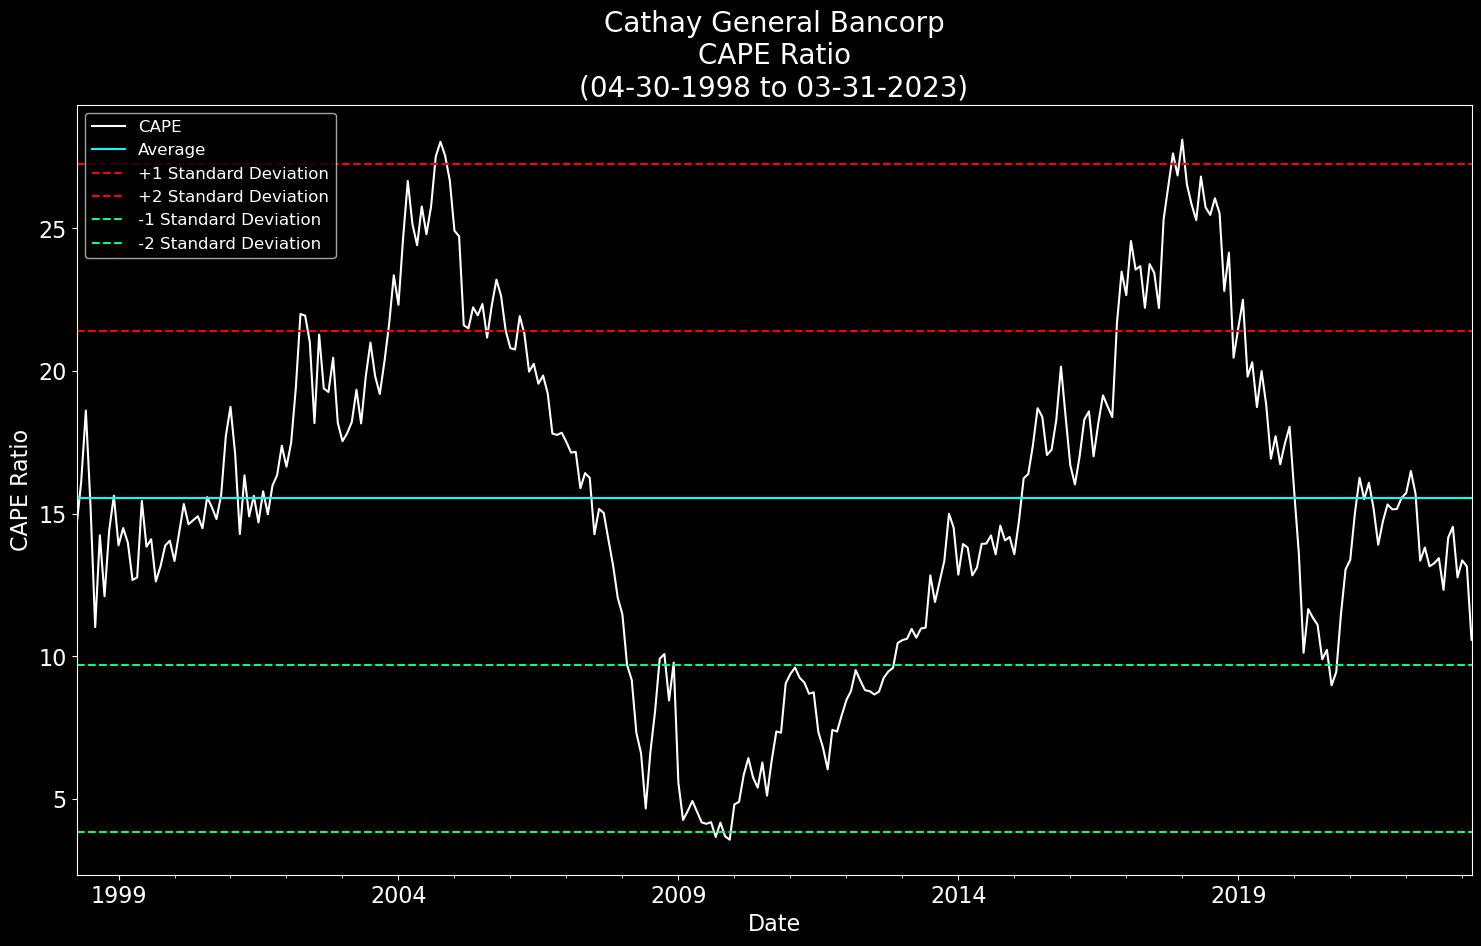 Cathay General Bancorp
CAPE Ratio
(04-30-1998 to 03-31-2023)
CAPE
Average
+1 Standard Deviation
+2 Standard Deviation
-1 Standard Deviation
-2 Standard Deviation
25
20
15
10
5
CAPE Ratio
1999 2004 2009 2014 2019
Date